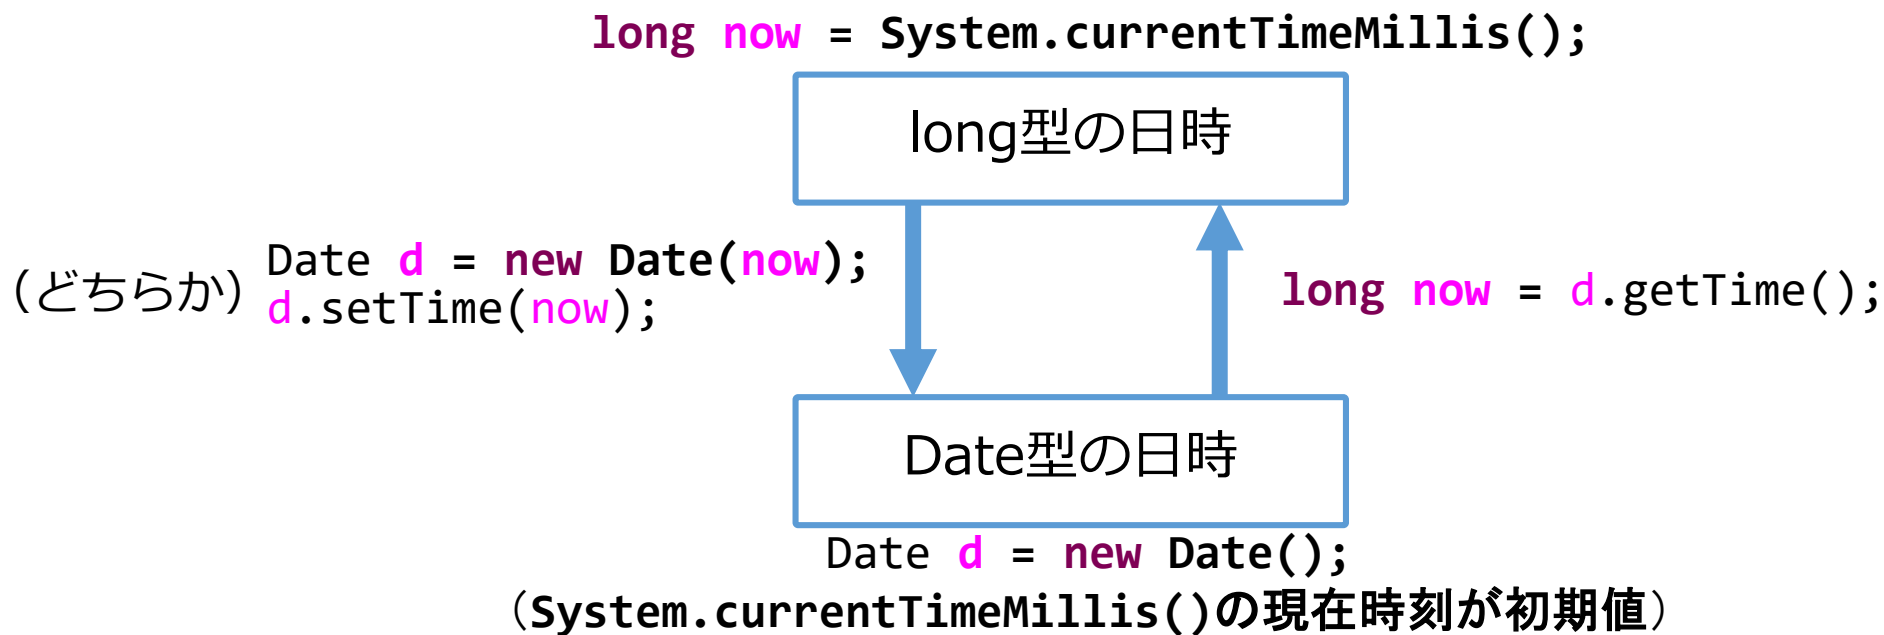 long now = System.currentTimeMillis();
long型の日時
(どちらか)
Date d = new Date(now);
d.setTime(now);
long now = d.getTime();
Date型の日時
Date d = new Date();
（System.currentTimeMillis()の現在時刻が初期値）